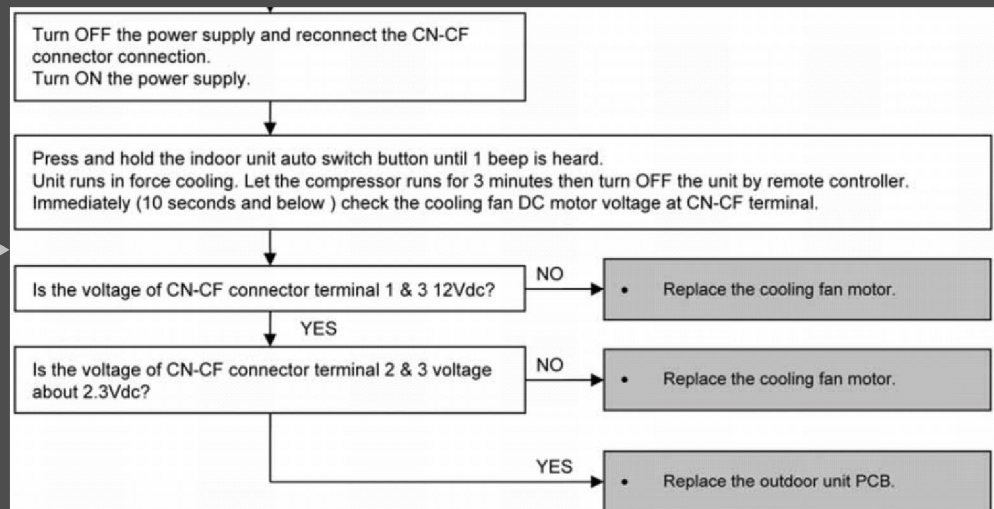 Turn OFF the power supply and reconnect the CN-CF
connector connection.
Turn ON the power supply.
Press and hold the indoor unit auto switch button until 1 beep is heard.
Unit runs in force cooling. Let the compressor runs for 3 minutes then turn OFF the unit by remote controller.
Immediately (10 seconds and below ) check the cooling fan DC motor voltage at CN-CF terminal.
Is the voltage of CN-CF connector terminal 1 & 3 12Vdc?
NO
• Replace the cooling fan motor.
YES
Is the voltage of CN-CF connector terminal 2 & 3 voltage
about 2.3Vdc?
NO
• Replace the cooling fan motor.
YES
• Replace the outdoor unit PCB.